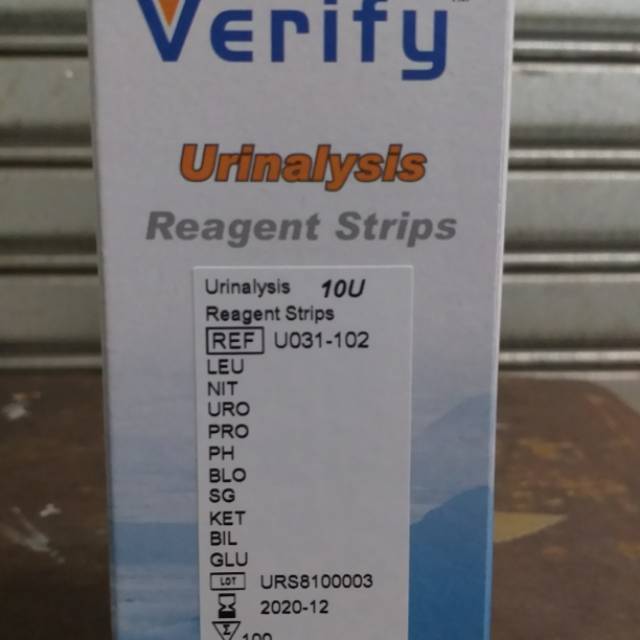 Verify
Urinalysis
Reagent Strips
Urinalysis 10U
Reagent Strips
REF U031-102
LEU
NIT
URO
PRO
PH
BLO
SG
KET
BIL
GLU
LOT URS8100003
2020-12
Σ 100